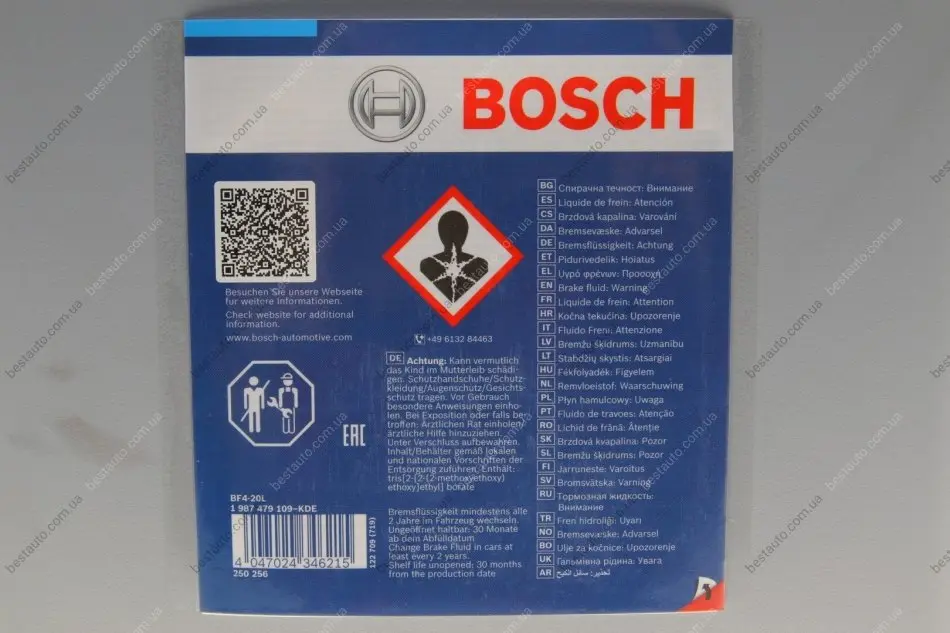 BOSCH
Besuchen Sie unsere Webseite
für weitere Informationen.
Check website for additional
information.
www.bosch-automotive.com
EAC
BF4-20L
1 987 479 109-KDE
4 047024 346215
250 256
122 709 (719)
+49 6132 84463
DE Achtung: Kann vermutlich
das Kind im Mutterleib schädi-
gen. Schutzhandschuhe/Schutz-
kleidung/Augenschutz/Gesichts-
schutz tragen. Vor Gebrauch
besondere Anweisungen einho-
len. Bei Exposition oder falls be-
troffen: Ärztlichen Rat einholen/
ärztliche Hilfe hinzuziehen.
Unter Verschluss aufbewahren.
Inhalt/Behälter gemäß lokalen
und nationalen Vorschriften der
Entsorgung zuführen. Enthält:
tris[2-[2-(2-methoxyethoxy)
ethoxy]ethyl] borate
Bremsflüssigkeit mindestens alle
2 Jahre in Fahrzeug wechseln.
Ungeöffnet haltbar: 30 Monate
ab dein Abfülldatum
Change Brake Fluid in cars at
least every 2 years.
Shelf life unopened: 30 months
from the production date
BG Спирачна течност: Внимание
ES Liquide de frein: Atención
CS Brzdová kapalina: Varování
DA Bremsevæske: Advarsel
DE Bremsflüssigkeit: Achtung
ET Pidurivedelik: Hoiatus
EL Υγρό φρένων: Προσοχή
EN Brake fluid: Warning
FR Liquide de frein: Attention
HR Kočna tekućina: Upozorenje
IT Fluido Freni: Attenzione
LV Bremžu šķidrums: Uzmanību
LT Stabdžių skystis: Atsargiai
HU Fékfolyadék: Figyelem
NL Remvloeistof: Waarschuwing
PL Płyn hamulcowy: Uwaga
PT Fluido de travoes: Atenção
RO Lichid de frână: Atenție
SK Brzdová kvapalina: Pozor
SL Bremžu šķidrums: Pozor
FI Jarruneste: Varoitus
SV Bromsvätska: Varning
RU Тормозная жидкость:
Внимание
TR Fren hidroliği: Uyarı
NO Bremsevæske: Advarsel
BO Ulje za kočnice: Upozorenje
UK Гальмівна рідина: Увага
AR تحذير: سائل الكبح
bestauto.com.ua